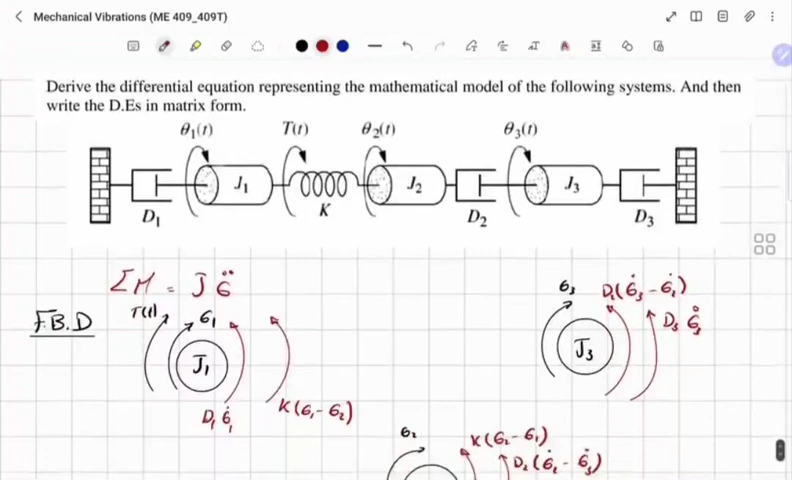 Mechanical Vibrations (ME 409_409T)
Derive the differential equation representing the mathematical model of the following systems. And then
write the D.Es in matrix form.
θ₁(t) T(t) θ₂(t) θ₃(t)
J₁ J₂ J₃
D₁ K D₂ D₃
ΣM = J θ̈
F.B.D
T(t) θ₁
J₁
D₁ θ̇₁
K(θ₁ - θ₂)
θ₃ D₂(θ̇₃ - θ̇₂)
J₃ D₃ θ̇₃
θ₂ K(θ₂ - θ₁)
D₂(θ̇₂ - θ̇₃)